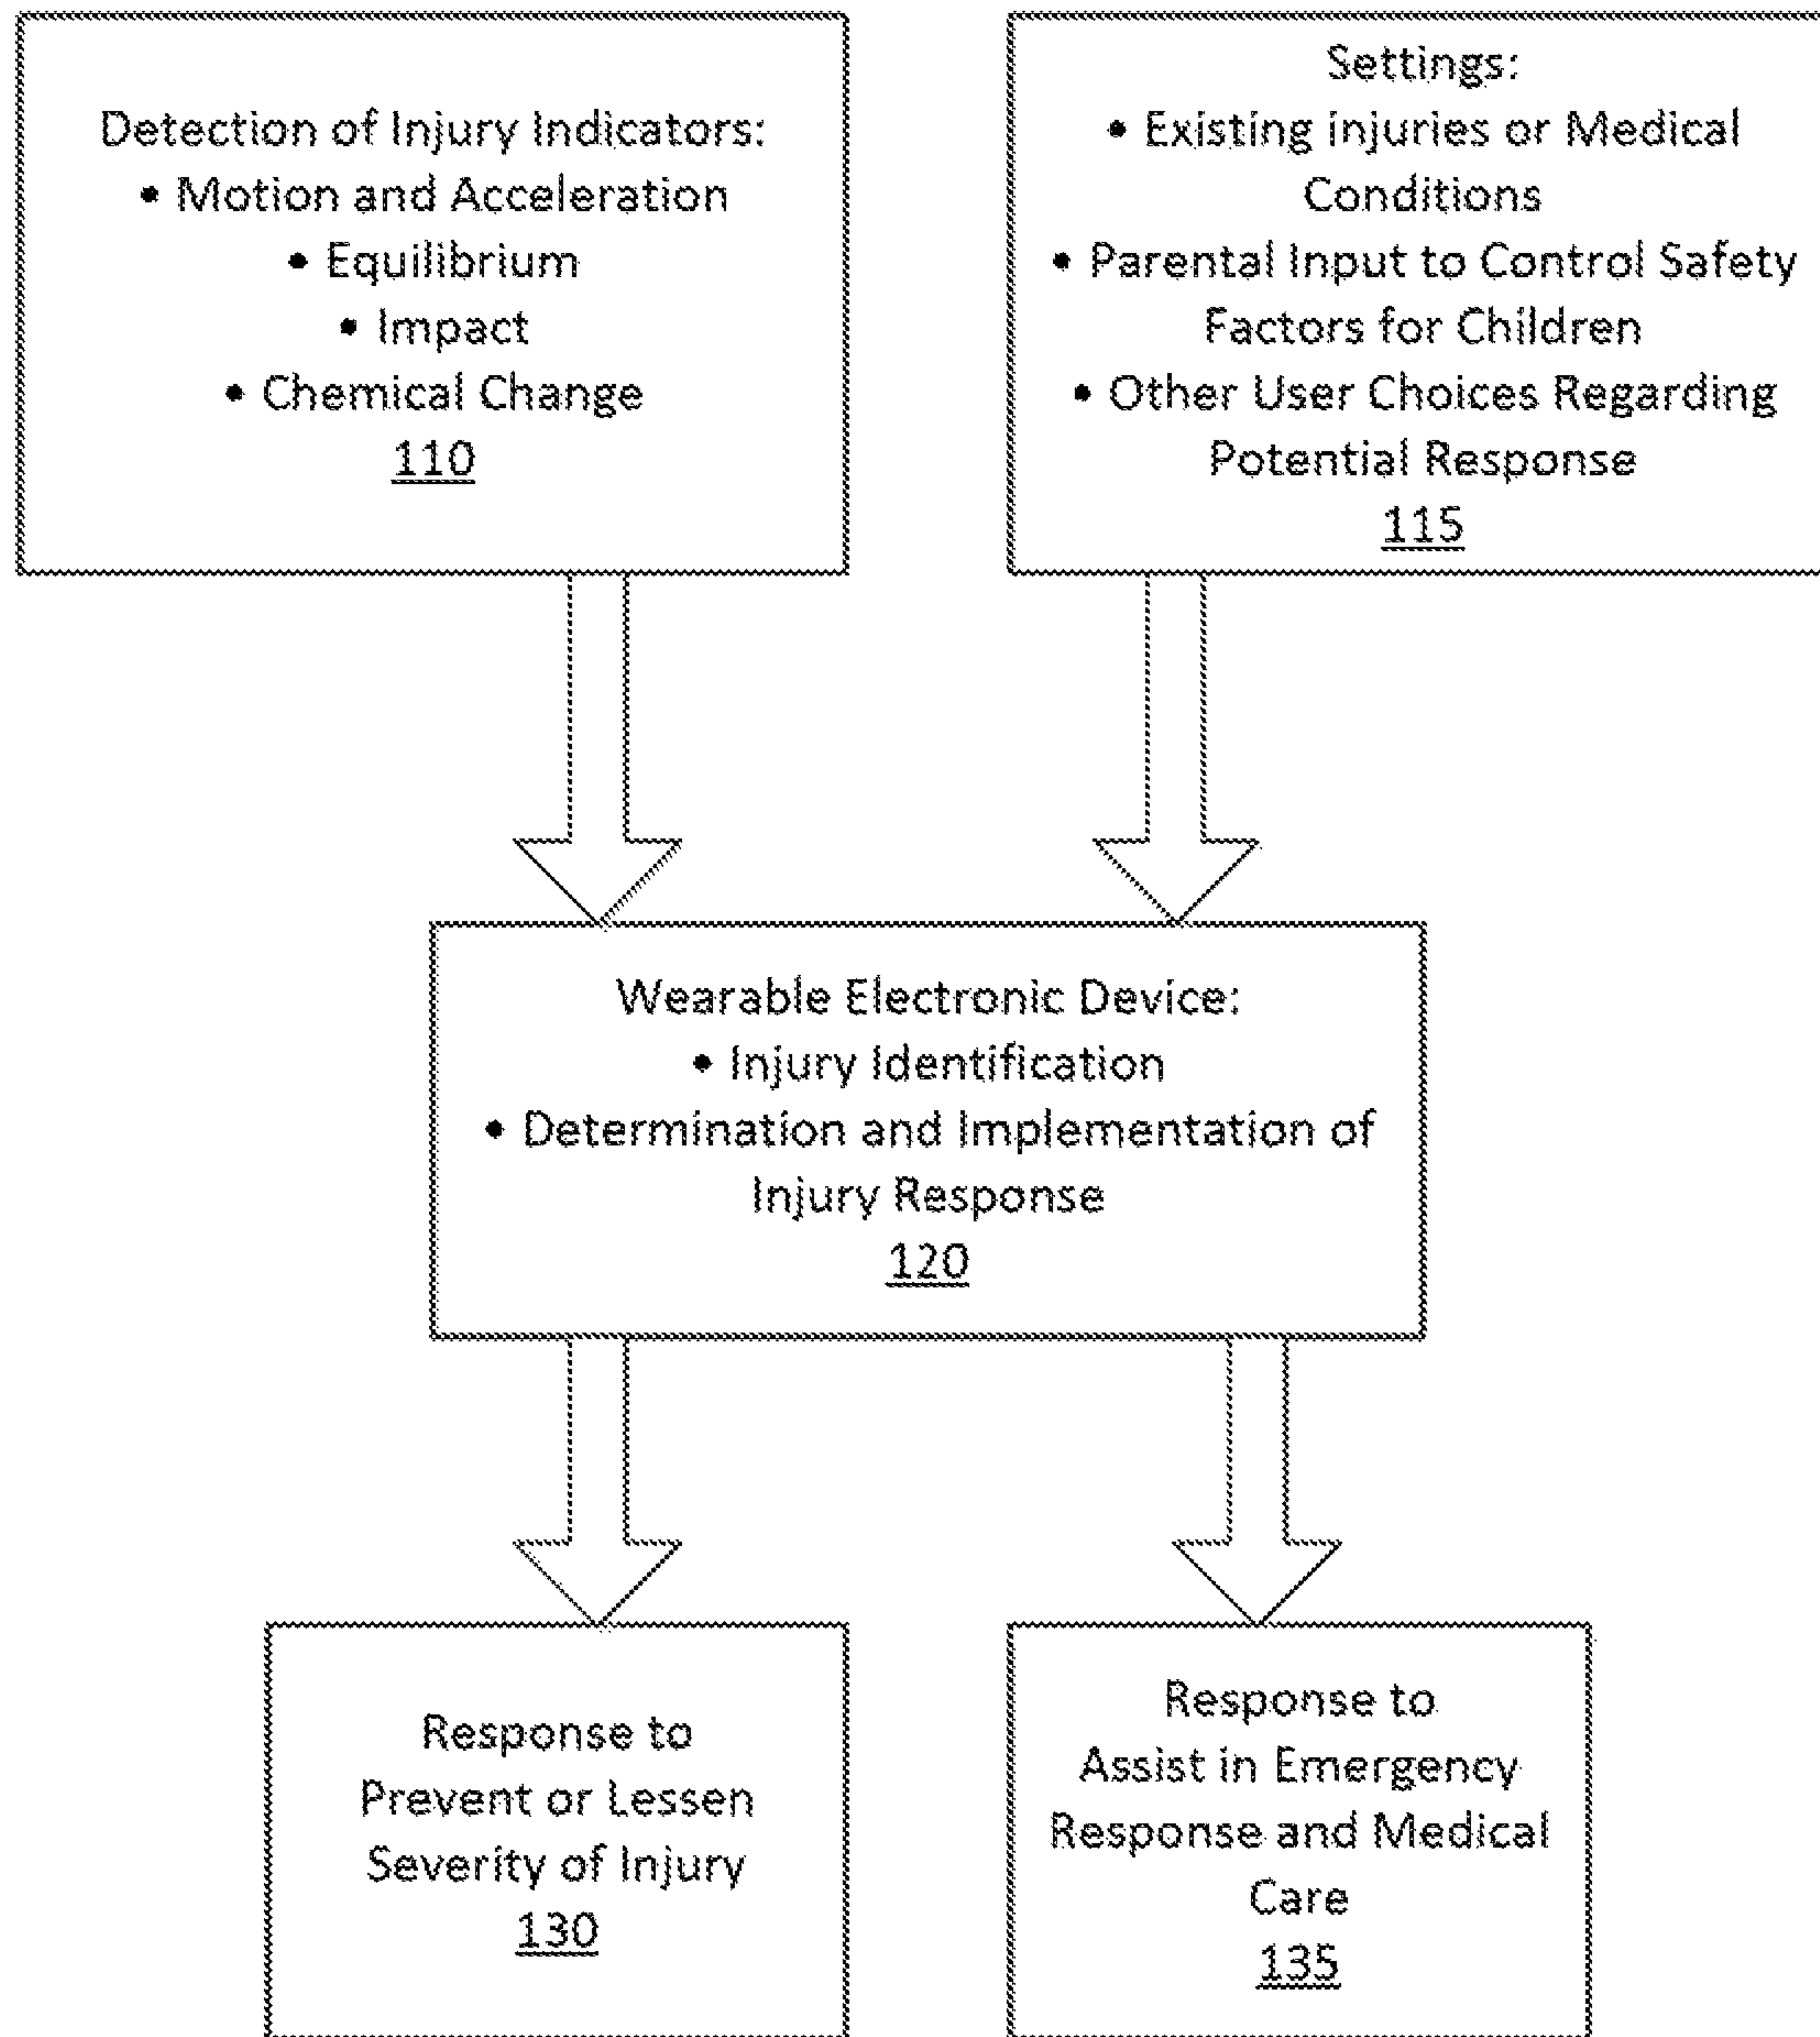 Detection of Injury Indicators:
• Motion and Acceleration
• Equilibrium
• Impact
• Chemical Change
110
Settings:
• Existing injuries or Medical
Conditions
• Parental Input to Control Safety
Factors for Children
• Other User Choices Regarding
Potential Response
115
Wearable Electronic Device:
• Injury Identification
• Determination and Implementation of
Injury Response
120
Response to
Prevent or Lessen
Severity of Injury
130
Response to
Assist in Emergency
Response and Medical
Care
135